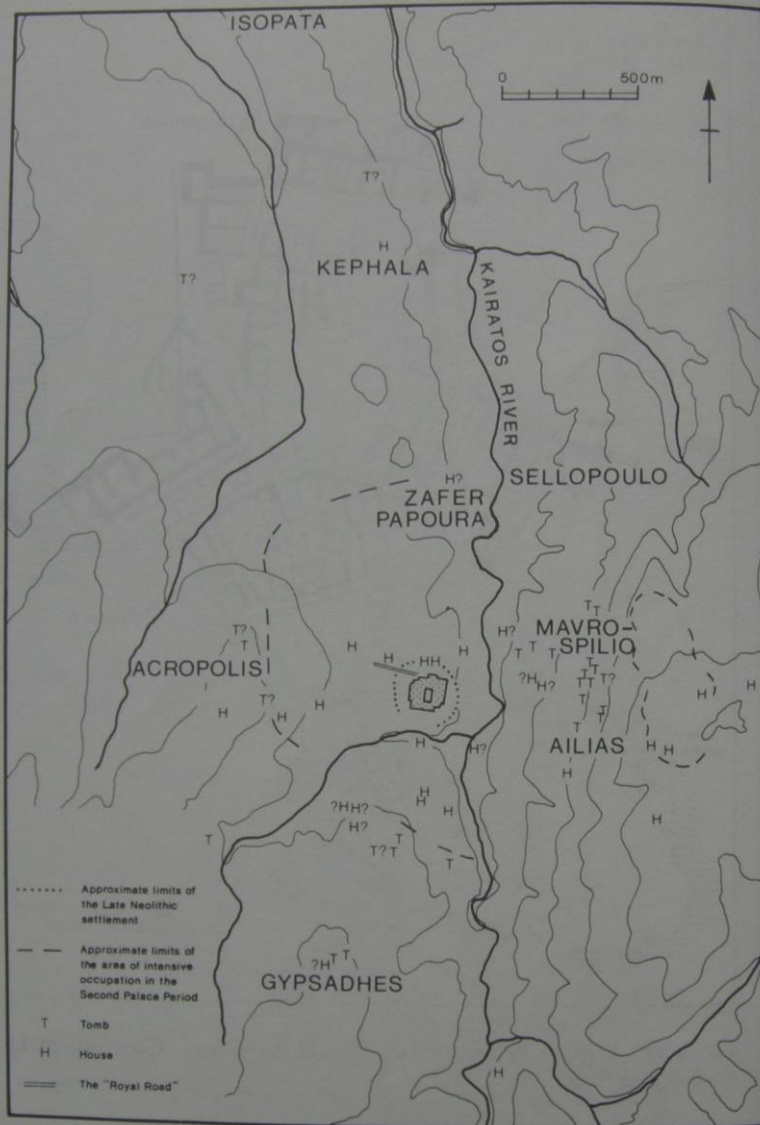 ISOPATA
0 500m
T?
H
KEPHALA
T?
KAIRATOS RIVER
H?
SELLOPOULO
ZAFER
PAPOURA
T T
T?
T
H?
MAVRO-
SPILIO
H
H
HH
H
T T T
ACROPOLIS
T
T T
?H
H?
T T T?
T?
H
H
H
T
H
H
T
T
T
H
H?
AILIAS
H H
H
H
H
H
?HH?
H
H?
H
T
T
T?T
T
Approximate limits of
the Late Neolithic
settlement
Approximate limits of
the area of intensive
occupation in the
Second Palace Period
?H T T
GYPSADHES
T Tomb
H House
The "Royal Road"
H